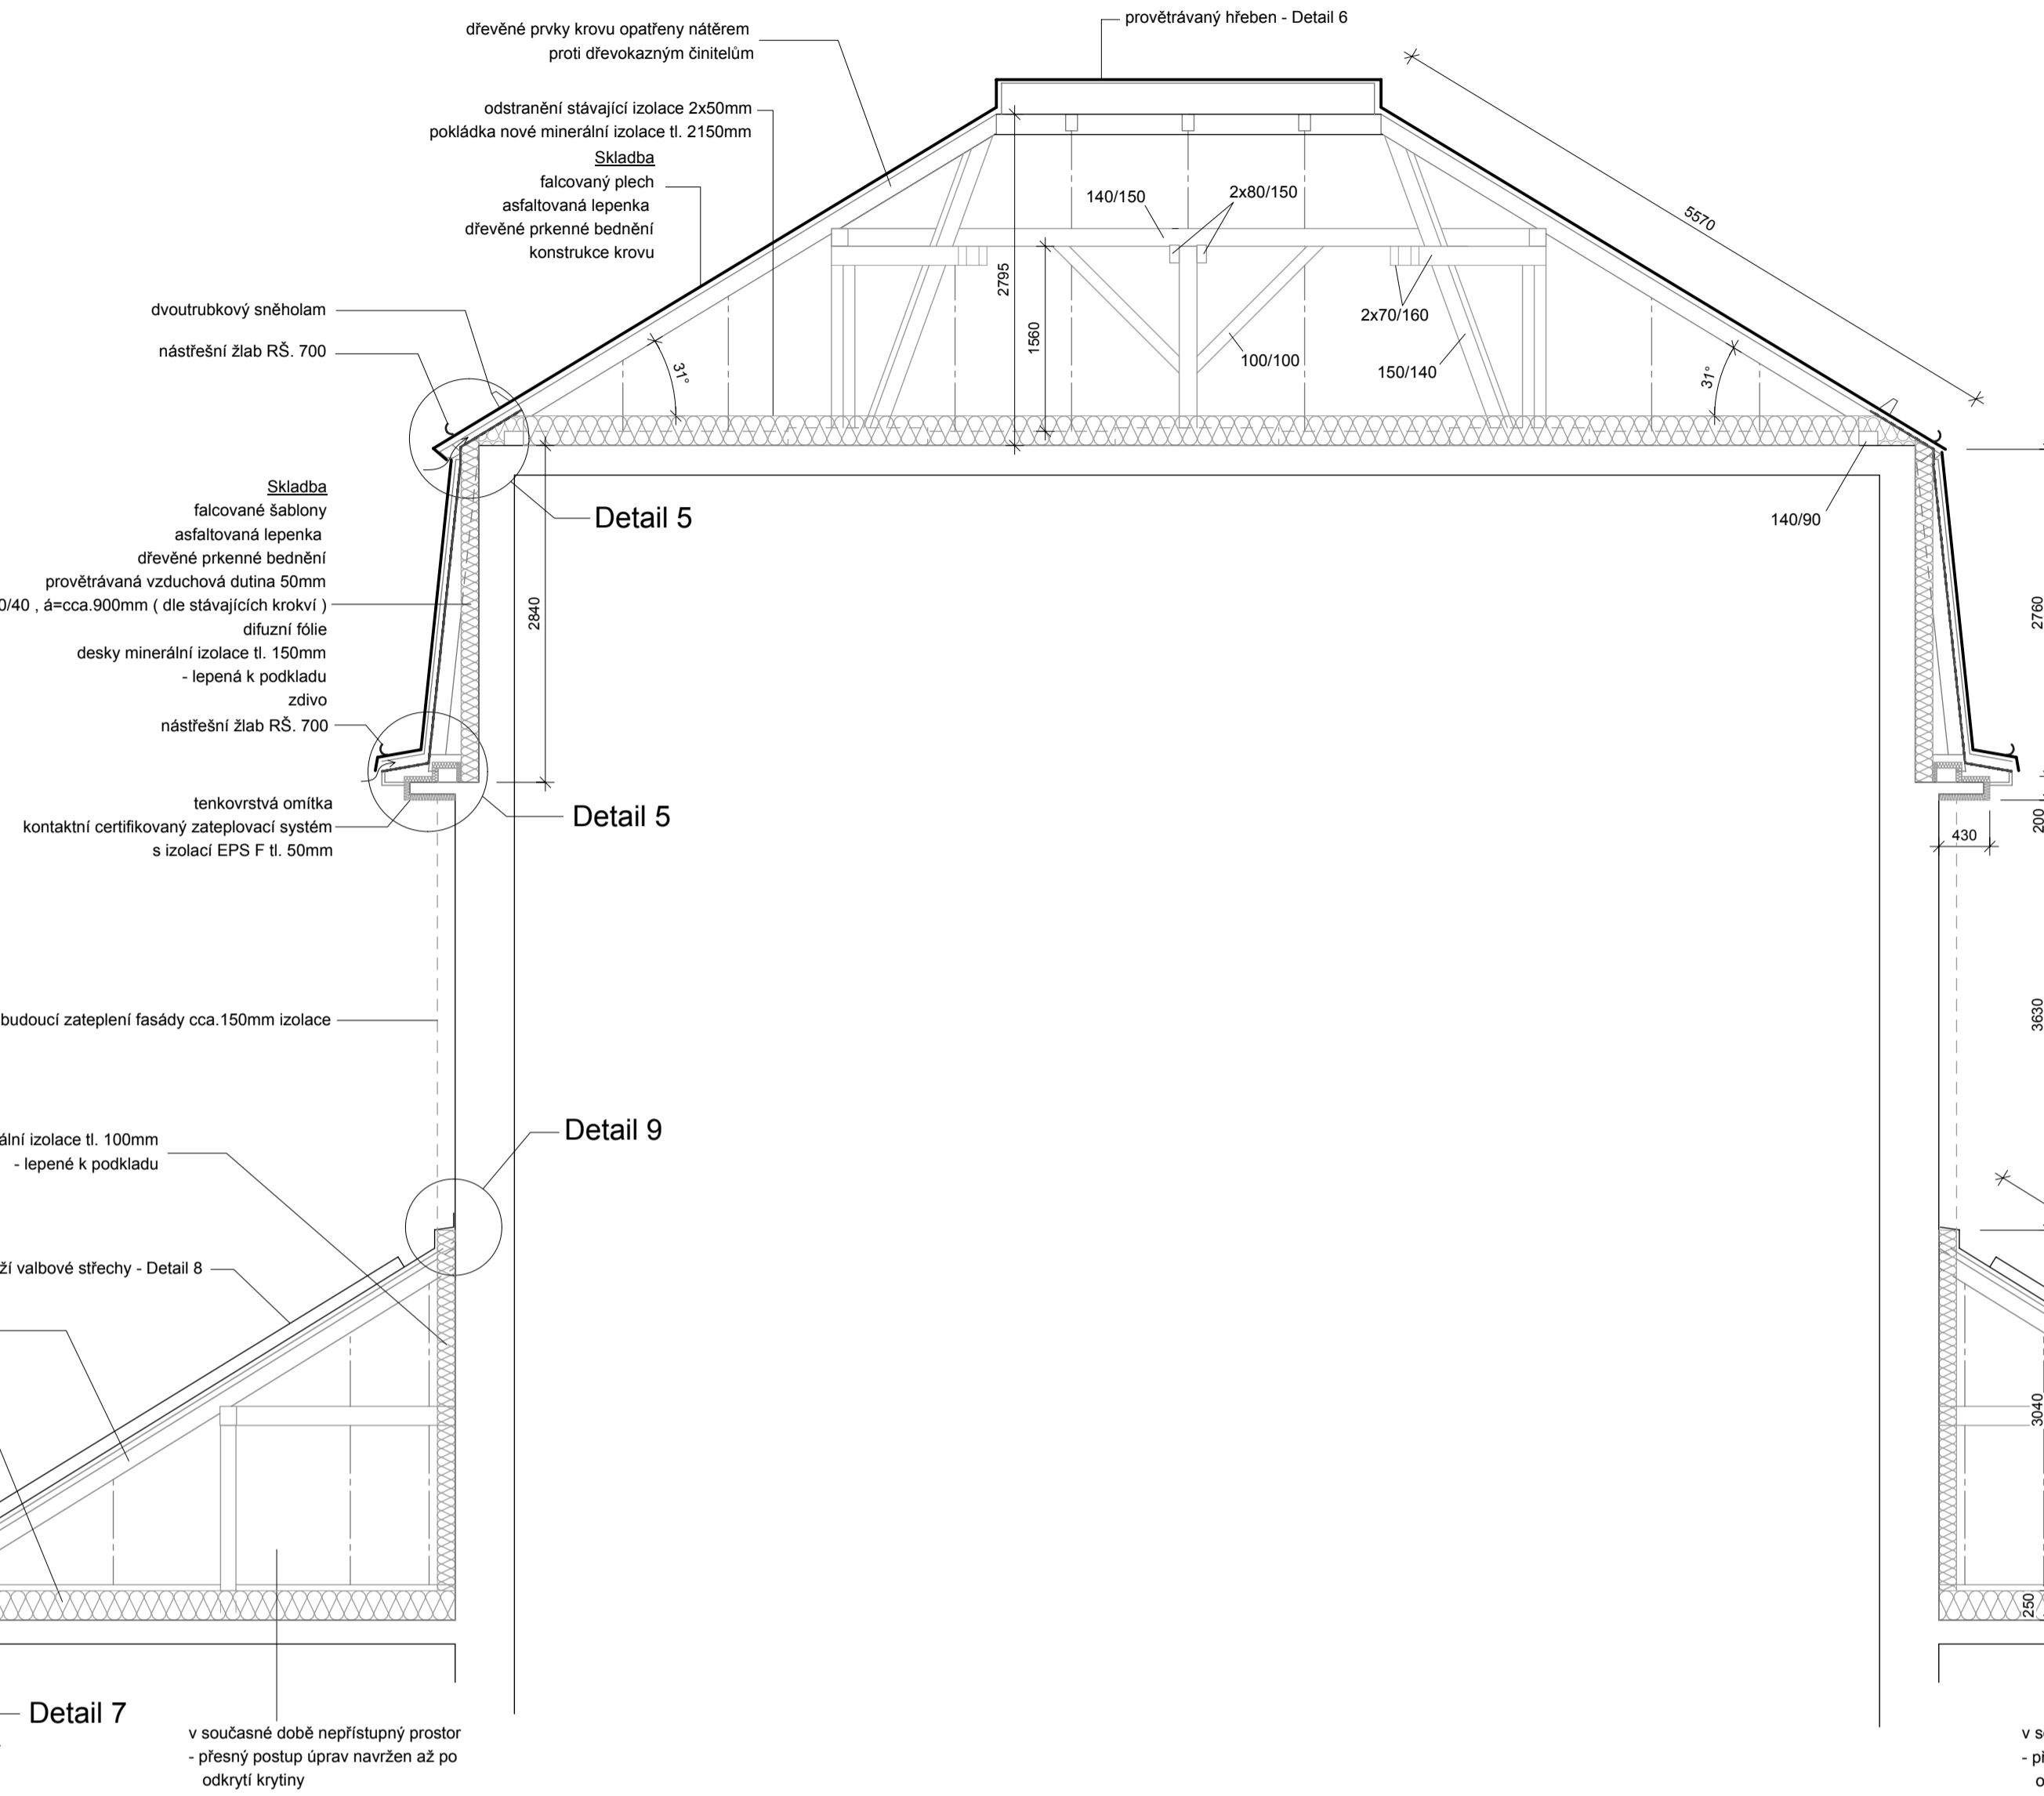 provětrávaný hřeben - Detail 6
dřevěné prvky krovu opatřeny nátěrem
proti dřevokazným činitelům
odstranění stávající izolace 2x50mm
pokládka nové minerální izolace tl. 2150mm
Skladba
falcovaný plech
asfaltovaná lepenka
dřevěné prkenné bednění
konstrukce krovu
140/150
2x80/150
5570
2795
1560
2x70/160
100/100
150/140
31°
31°
dvoutrubkový sněholam
nástřešní žlab RŠ. 700
Detail 5
140/90
Skladba
falcované šablony
asfaltovaná lepenka
dřevěné prkenné bednění
provětrávaná vzduchová dutina 50mm
0/40 , á=cca.900mm ( dle stávajících krokví )
difuzní fólie
desky minerální izolace tl. 150mm
- lepená k podkladu
zdivo
nástřešní žlab RŠ. 700
2840
2760
tenkovrstvá omítka
kontaktní certifikovaný zateplovací systém
s izolací EPS F tl. 50mm
Detail 5
430
200
budoucí zateplení fasády cca.150mm izolace
3630
ální izolace tl. 100mm
- lepené k podkladu
Detail 9
ží valbové střechy - Detail 8
3040
250
Detail 7
v současné době nepřístupný prostor
- přesný postup úprav navržen až po
odkrytí krytiny
v s
- p
o